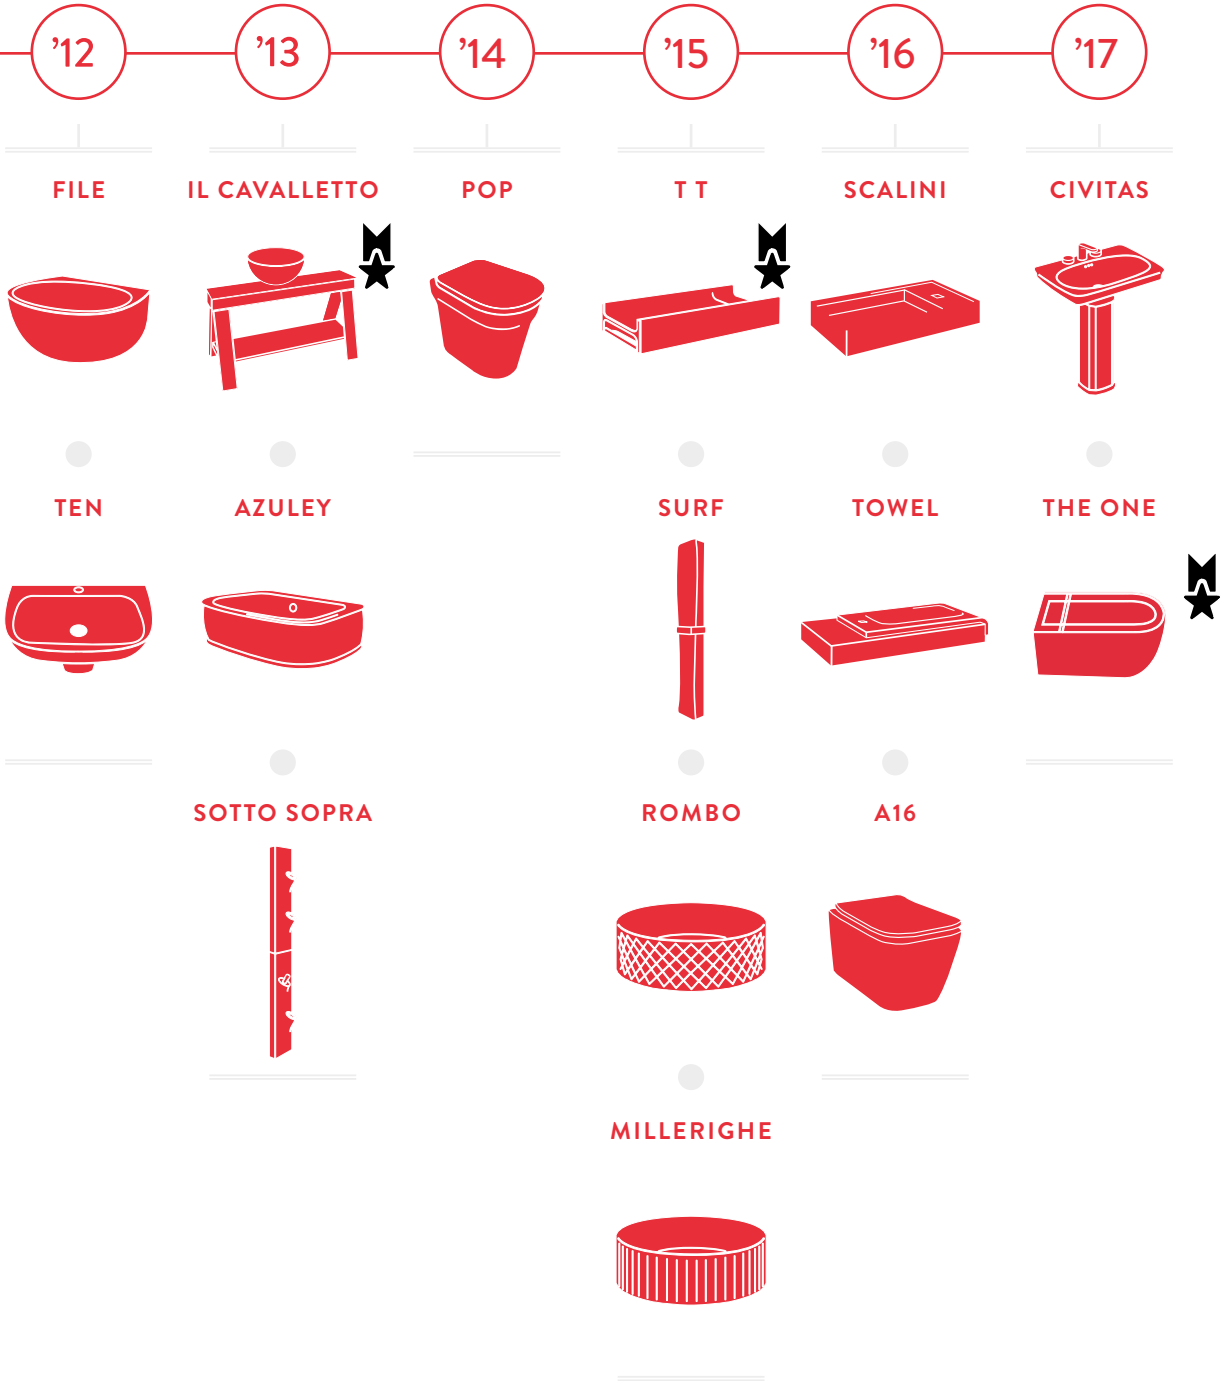 ’12 ’13 ’14 ’15 ’16 ’17
FILE IL CAVALLETTO POP T T SCALINI CIVITAS
TEN AZULEY SURF TOWEL THE ONE
SOTTO SOPRA ROMBO A16
MILLERIGHE